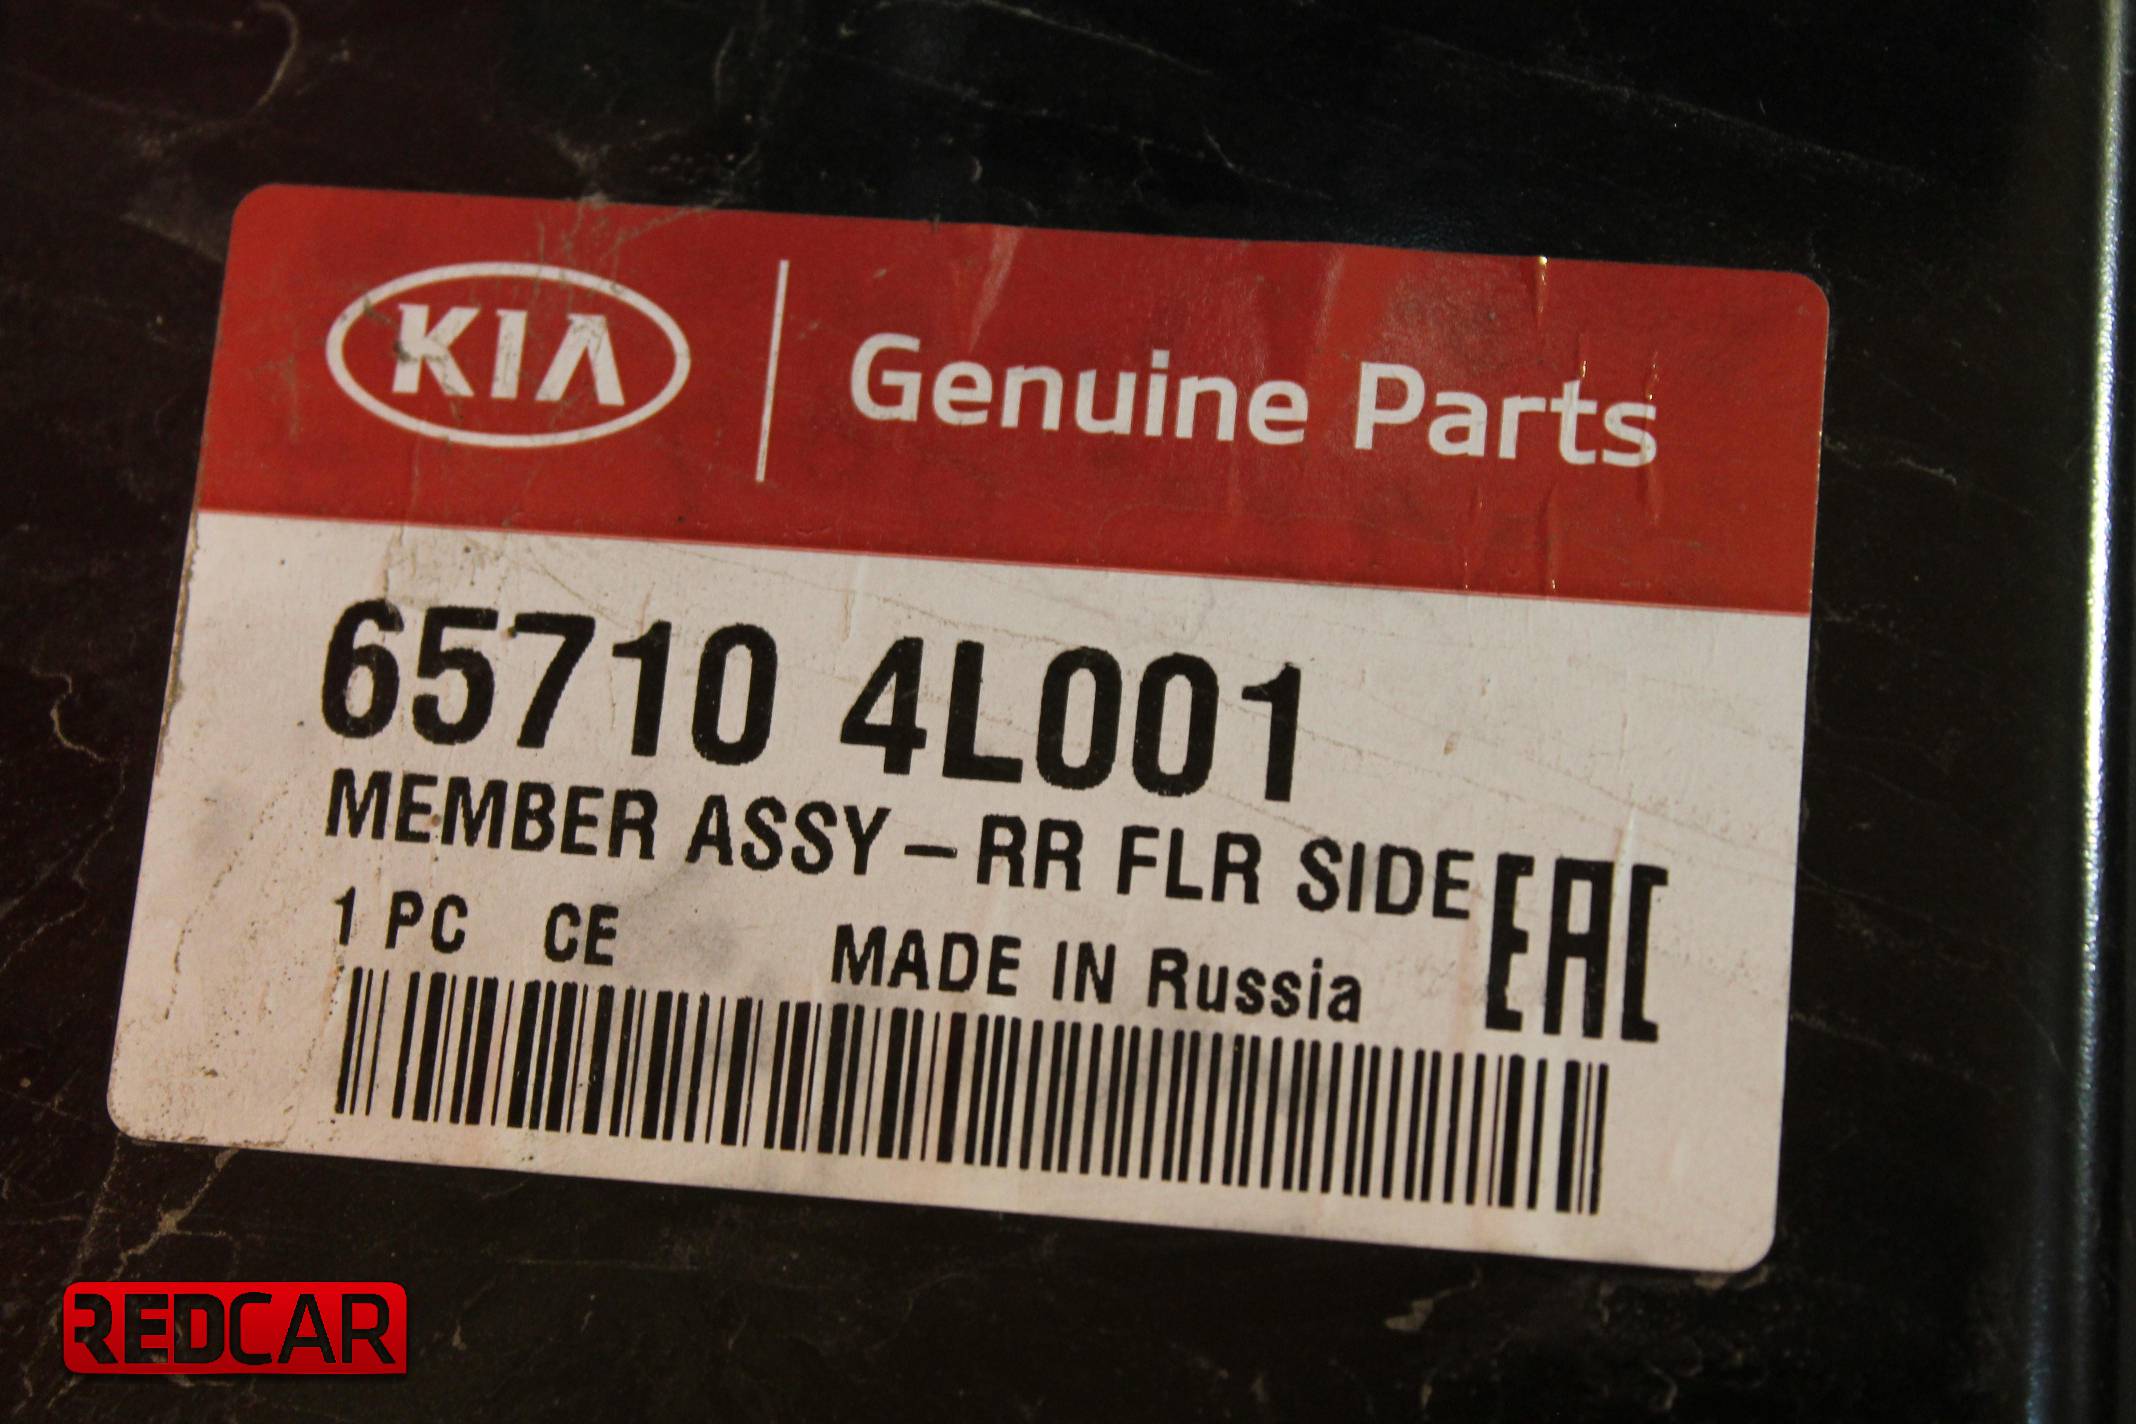 KIA Genuine Parts
65710 4L001
MEMBER ASSY – RR FLR SIDE
EAC
1 PC CE MADE IN Russia
REDCAR